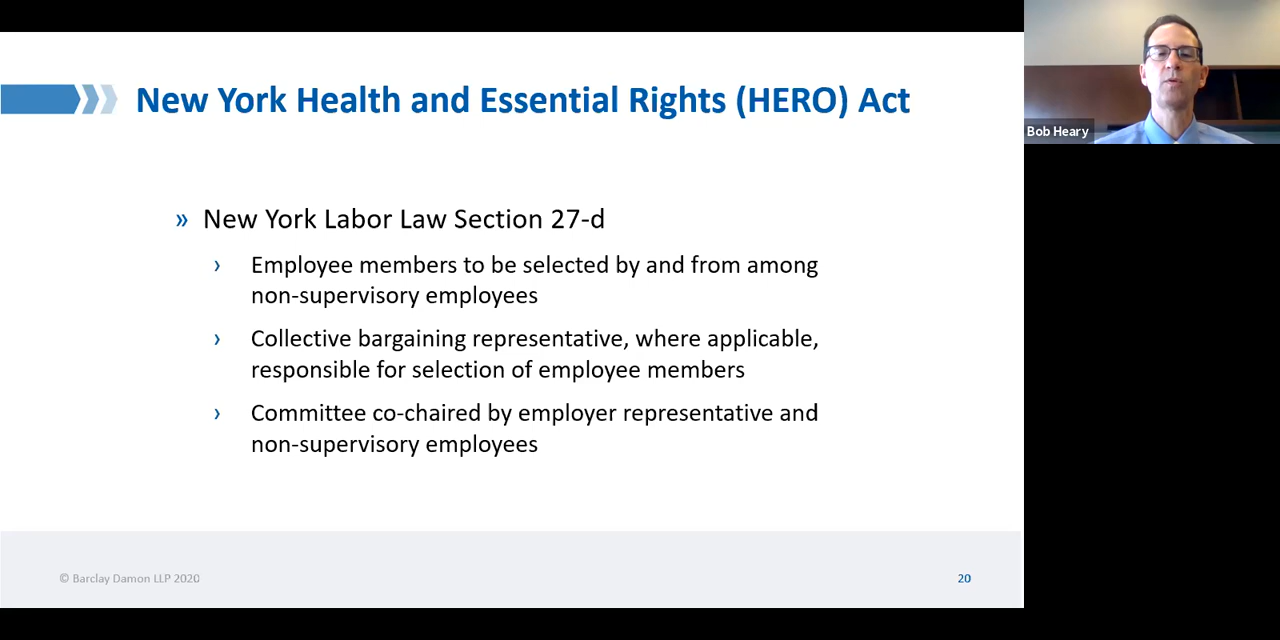 New York Health and Essential Rights (HERO) Act
Bob Heary
» New York Labor Law Section 27-d
› Employee members to be selected by and from among
non-supervisory employees
› Collective bargaining representative, where applicable,
responsible for selection of employee members
› Committee co-chaired by employer representative and
non-supervisory employees
© Barclay Damon LLP 2020
20